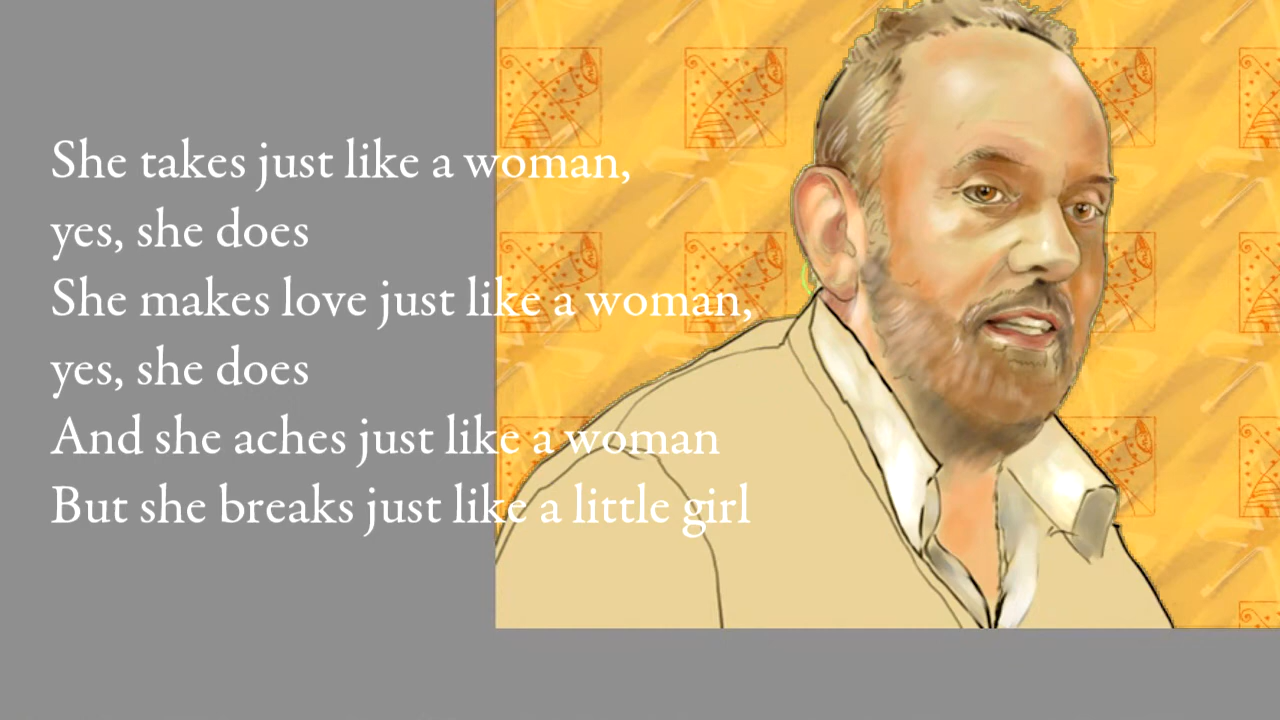 She takes just like a woman,
yes, she does
She makes love just like a woman,
yes, she does
And she aches just like a woman
But she breaks just like a little girl